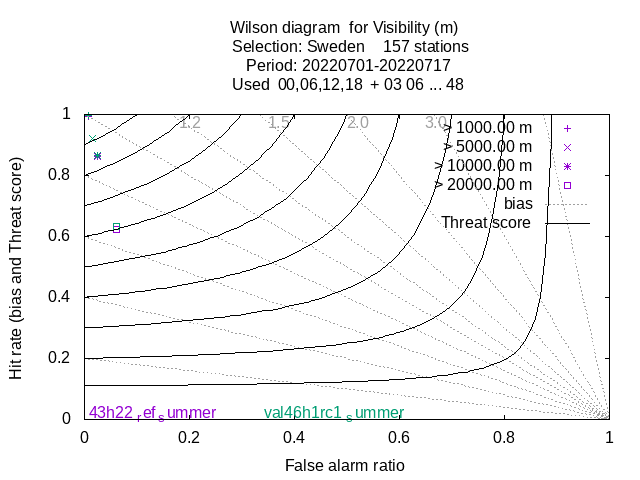 Wilson diagram  for Visibility (m)
Selection: Sweden    157 stations
Period: 20220701-20220717
Used  00,06,12,18  + 03 06 ... 48
1.2 1.5 2.0 3.0
> 1000.00 m
> 5000.00 m
> 10000.00 m
> 20000.00 m
bias
Threat score
Hit rate (bias and Threat score)
1
0.8
0.6
0.4
0.2
0
43h22_ref_summer val46h1rc1_summer
0 0.2 0.4 0.6 0.8 1
False alarm ratio